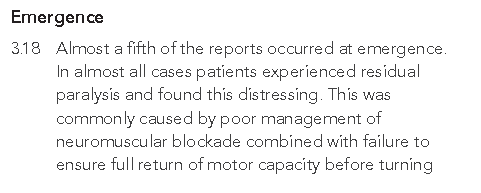 Emergence
3.18 Almost a fifth of the reports occurred at emergence.
In almost all cases patients experienced residual
paralysis and found this distressing. This was
commonly caused by poor management of
neuromuscular blockade combined with failure to
ensure full return of motor capacity before turning